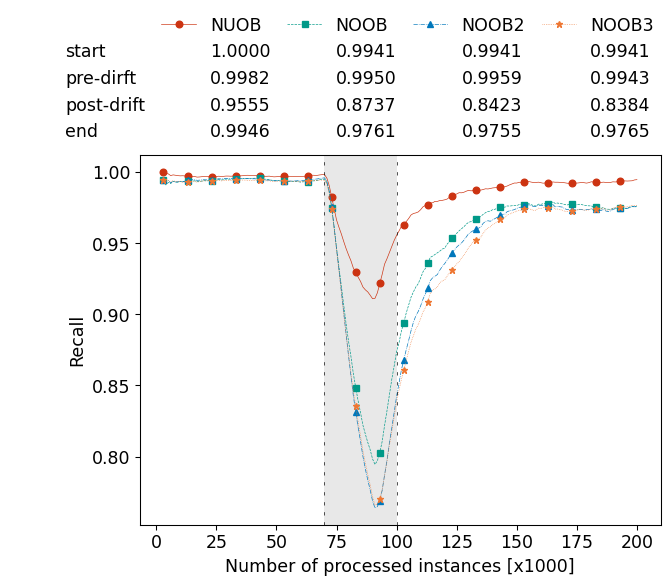 NUOB NOOB NOOB2 NOOB3
start 1.0000 0.9941 0.9941 0.9941
pre-dirft 0.9982 0.9950 0.9959 0.9943
post-drift 0.9555 0.8737 0.8423 0.8384
end 0.9946 0.9761 0.9755 0.9765
1.00
0.95
0.90
0.85
0.80
Recall
0 25 50 75 100 125 150 175 200
Number of processed instances [x1000]